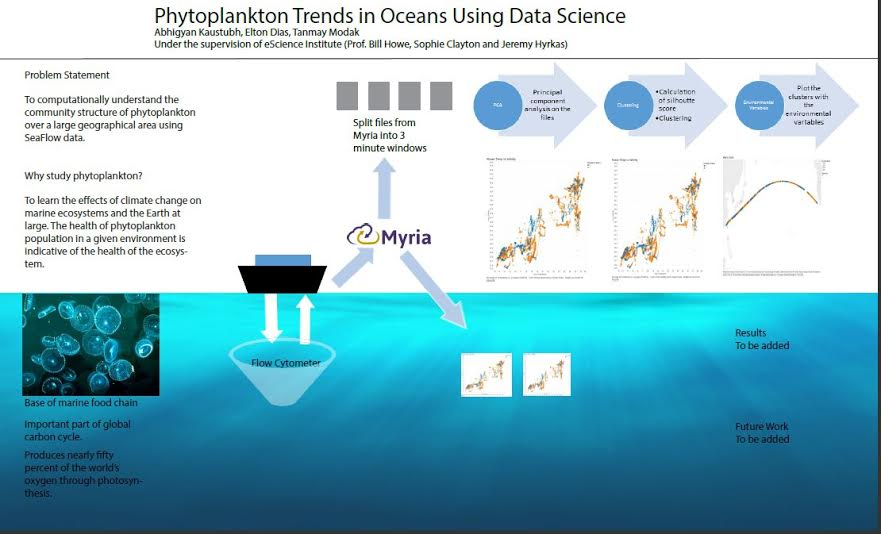 Phytoplankton Trends in Oceans Using Data Science
Abhigyan Kaustubh, Elton Dias, Tanmay Modak
Under the supervision of eScience Institute (Prof. Bill Howe, Sophie Clayton and Jeremy Hyrkas)
Problem Statement
To computationally understand the
community structure of phytoplankton
over a large geographical area using
SeaFlow data.
Why study phytoplankton?
To learn the effects of climate change on
marine ecosystems and the Earth at
large. The health of phytoplankton
population in a given environment is
indicative of the health of the ecosys-
tem.
Base of marine food chain
Important part of global
carbon cycle.
Produces nearly fifty
percent of the world's
oxygen through photosyn-
thesis.
Split files from
Myria into 3
minute windows
Myria
Flow Cytometer
PCA
Principal
component
analysis on the
files
Clustering
•Calculation
of silhoutte
score
•Clustering
Environmental
Variables
Plot the
clusters with
the
environmental
variables
Results
To be added
Future Work
To be added